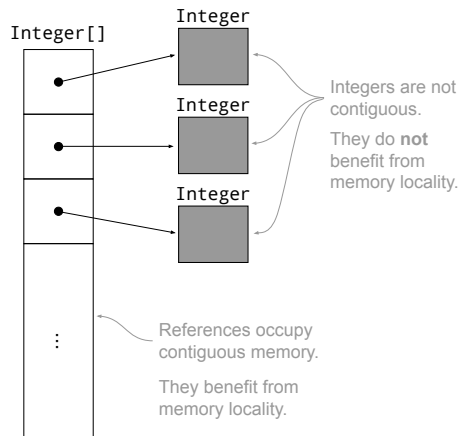 Integer[]
Integer
Integer
Integer
Integers are not
contiguous.
They do not
benefit from
memory locality.
⋮
References occupy
contiguous memory.
They benefit from
memory locality.